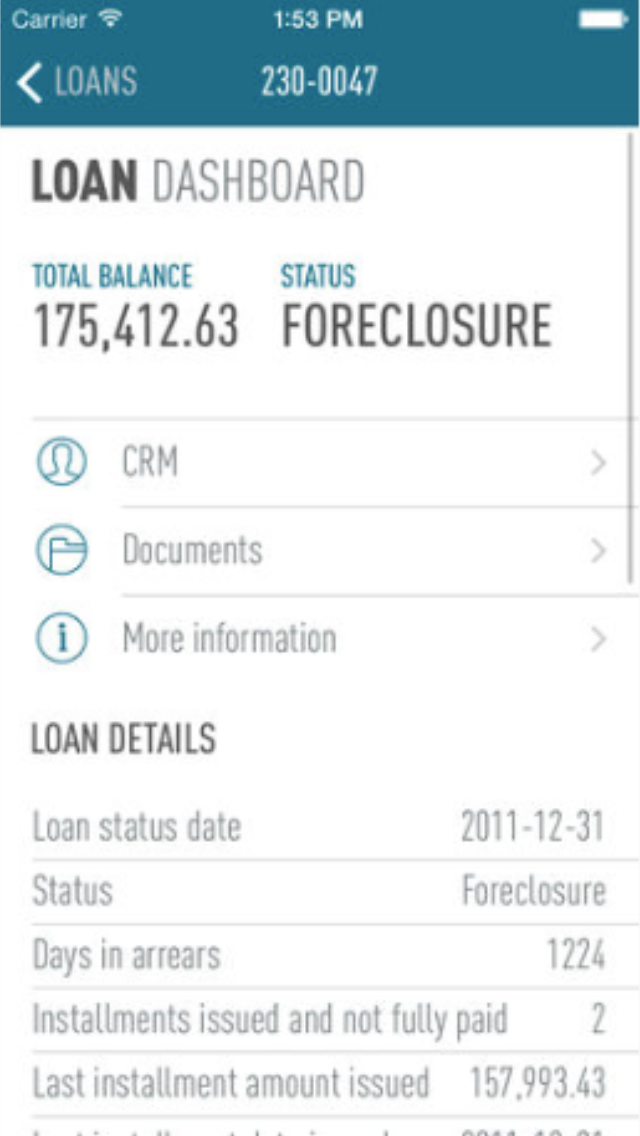 Carrier 1:53 PM
LOANS 230-0047
LOAN DASHBOARD
TOTAL BALANCE STATUS
175,412.63 FORECLOSURE
CRM
Documents
More information
LOAN DETAILS
Loan status date 2011-12-31
Status Foreclosure
Days in arrears 1224
Installments issued and not fully paid 2
Last installment amount issued 157,993.43